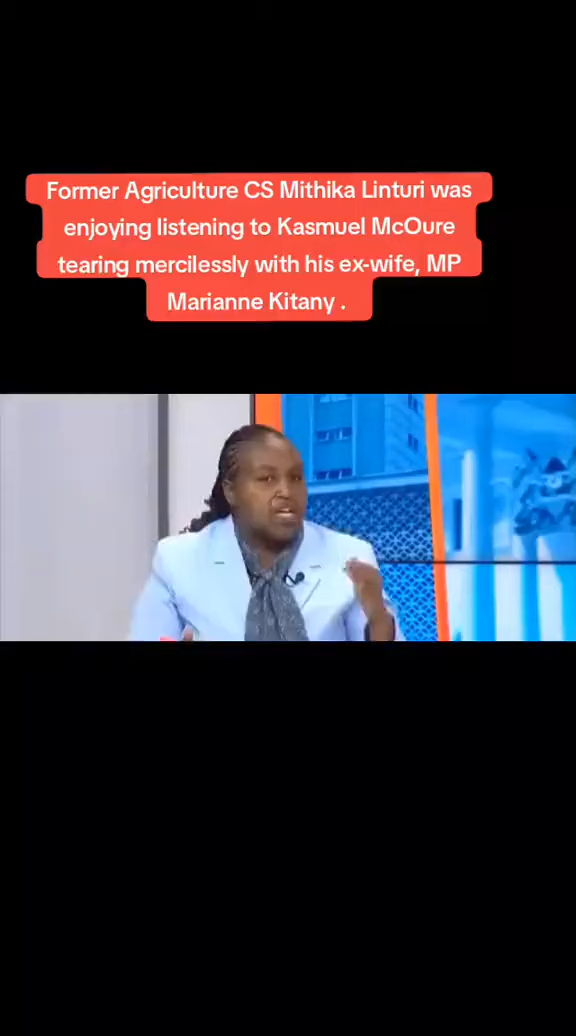 Former Agriculture CS Mithika Linturi was
enjoying listening to Kasmuel McOure
tearing mercilessly with his ex-wife, MP
Marianne Kitany .